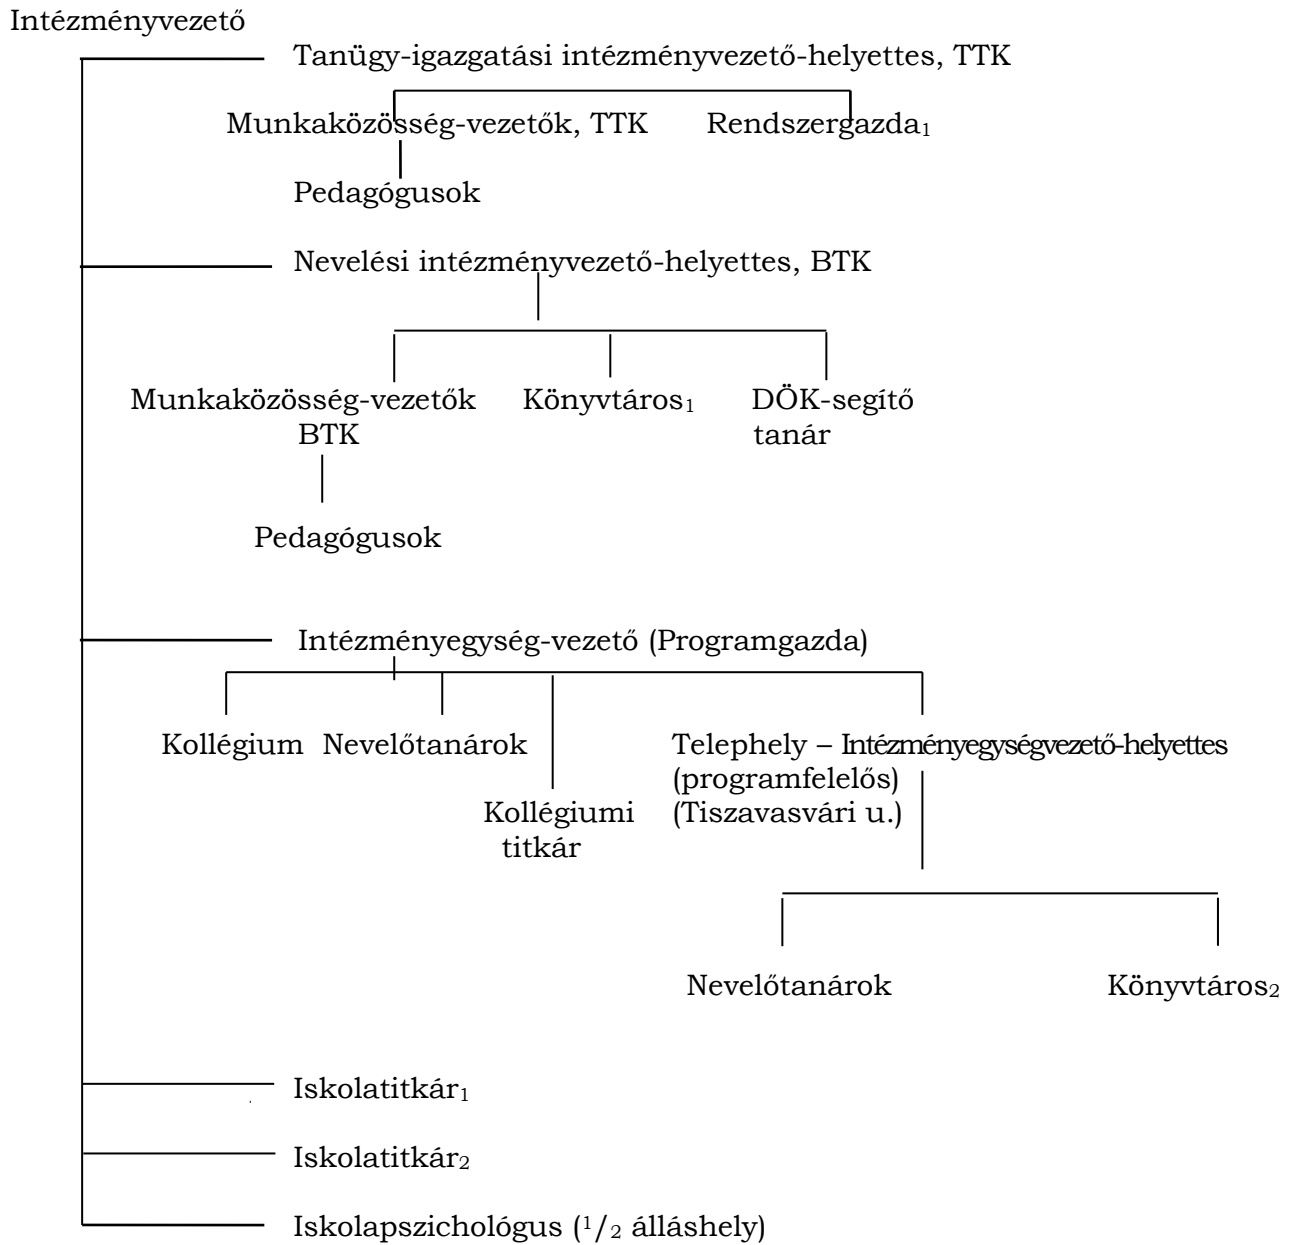 Intézményvezető
Tanügy-igazgatási intézményvezető-helyettes, TTK
Munkaközösség-vezetők, TTK Rendszergazda₁
Pedagógusok
Nevelési intézményvezető-helyettes, BTK
Munkaközösség-vezetők Könyvtáros₁ DÖK-segítő
BTK tanár
Pedagógusok
Intézményegység-vezető (Programgazda)
Kollégium Nevelőtanárok Telephely – Intézményegységvezető-helyettes
(programfelelős)
Kollégiumi (Tiszavasvári u.)
titkár
Nevelőtanárok Könyvtáros₂
Iskolatitkár₁
Iskolatitkár₂
Iskolapszichológus (¹/₂ álláshely)